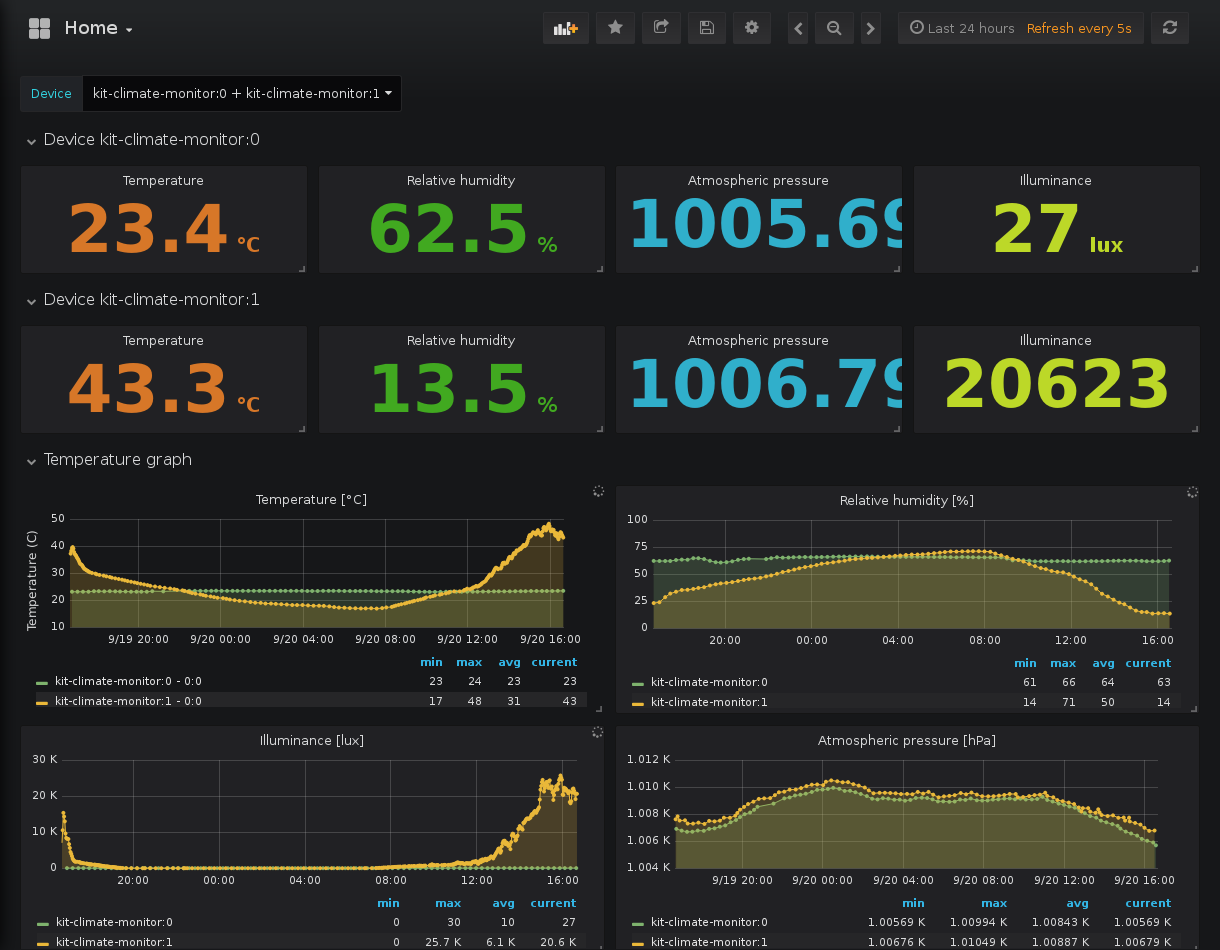 Home
Last 24 hours Refresh every 5s
Device kit-climate-monitor:0 + kit-climate-monitor:1
Device kit-climate-monitor:0
Temperature Relative humidity Atmospheric pressure Illuminance
23.4 °C 62.5 % 1005.69 27 lux
Device kit-climate-monitor:1
Temperature Relative humidity Atmospheric pressure Illuminance
43.3 °C 13.5 % 1006.79 20623
Temperature graph
Temperature [°C]
Temperature (C)
50
40
30
20
10
9/19 20:00 9/20 00:00 9/20 04:00 9/20 08:00 9/20 12:00 9/20 16:00
min max avg current
kit-climate-monitor:0 - 0:0 23 24 23 23
kit-climate-monitor:1 - 0:0 17 48 31 43
Relative humidity [%]
100
75
50
25
0
20:00 00:00 04:00 08:00 12:00 16:00
min max avg current
kit-climate-monitor:0 61 66 64 63
kit-climate-monitor:1 14 71 50 14
Illuminance [lux]
30 K
20 K
10 K
0
20:00 00:00 04:00 08:00 12:00 16:00
min max avg current
kit-climate-monitor:0 0 30 10 27
kit-climate-monitor:1 0 25.7 K 6.1 K 20.6 K
Atmospheric pressure [hPa]
1.012 K
1.010 K
1.008 K
1.006 K
1.004 K
9/19 20:00 9/20 00:00 9/20 04:00 9/20 08:00 9/20 12:00 9/20 16:00
min max avg current
kit-climate-monitor:0 1.00569 K 1.00994 K 1.00843 K 1.00569 K
kit-climate-monitor:1 1.00676 K 1.01049 K 1.00887 K 1.00679 K